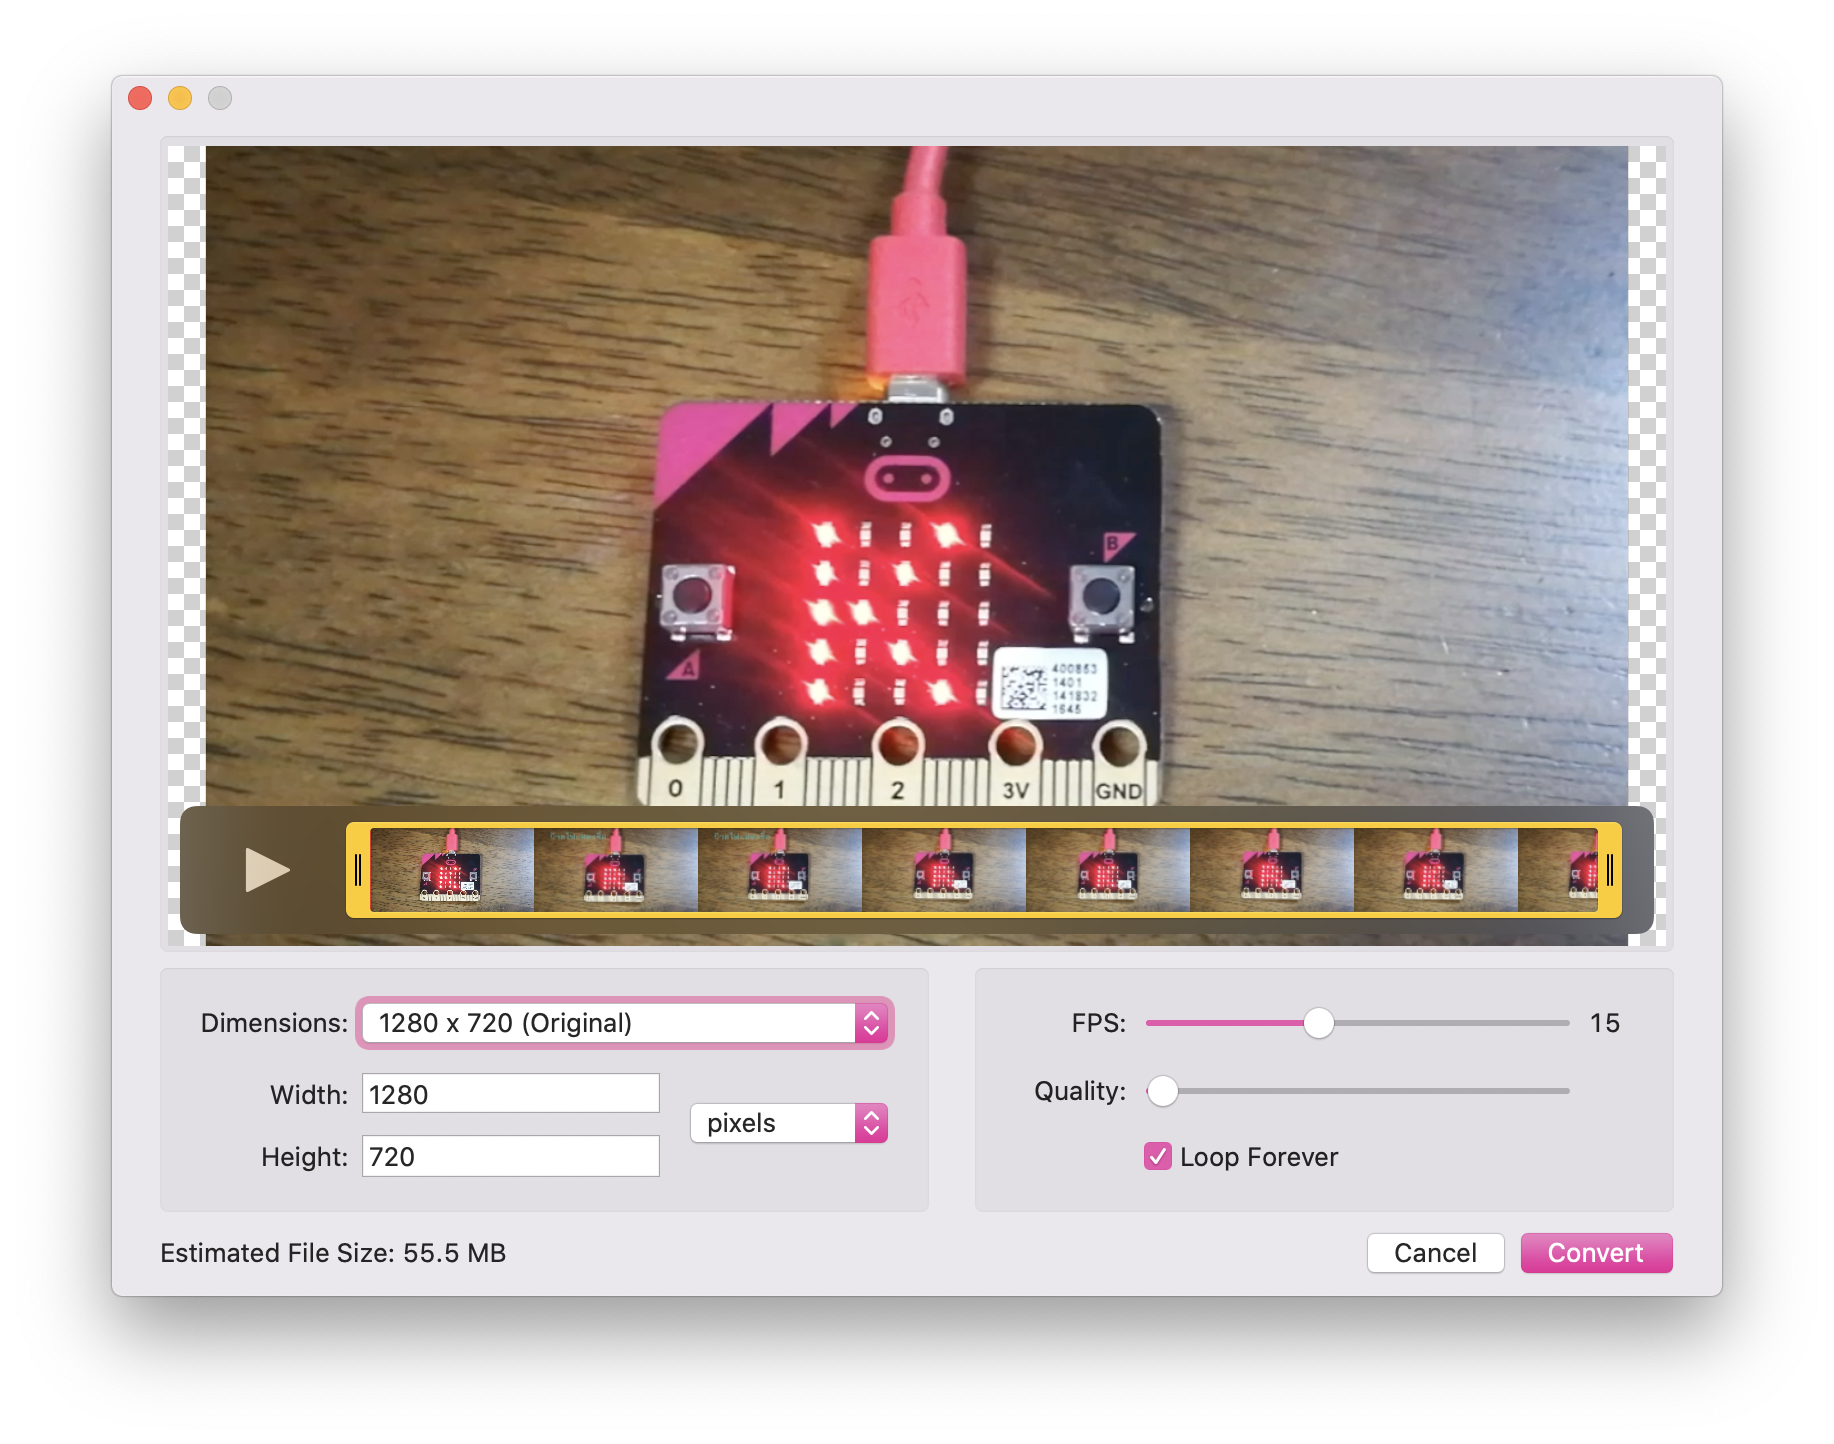 B
A
400863
1401
141832
1645
0 1 2 3V GND
Dimensions: 1280 x 720 (Original)
Width: 1280
pixels
Height: 720
FPS: 15
Quality:
Loop Forever
Estimated File Size: 55.5 MB
Cancel Convert